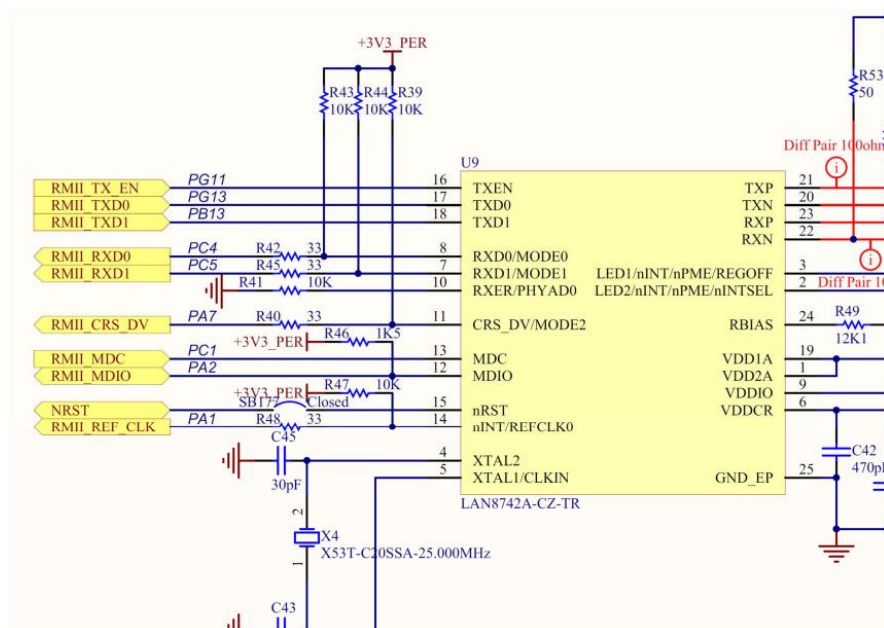 +3V3_PER
R43
10K
R44
10K
R39
10K
R53
50
Diff Pair 100ohm
i
U9
RMII_TX_EN PG11 16 TXEN TXP 21
RMII_TXD0 PG13 17 TXD0 TXN 20
RMII_TXD1 PB13 18 TXD1 RXP 23
RXN 22
RMII_RXD0 PC4 R42 33 8 RXD0/MODE0
i
RMII_RXD1 PC5 R45 33 7 RXD1/MODE1 LED1/nINT/nPME/REGOFF 3
Diff Pair
R41 10K 10 RXER/PHYAD0 LED2/nINT/nPME/nINTSEL 2
RMII_CRS_DV PA7 R40 33 11 CRS_DV/MODE2 RBIAS 24 R49
12K1
+3V3_PER R46 1K5
RMII_MDC PC1 13 MDC VDD1A 19
RMII_MDIO PA2 12 MDIO VDD2A 1
+3V3_PER R47 10K
VDDIO 9
NRST SB177 Closed 15 nRST VDDCR 6
RMII_REF_CLK PA1 R48 33 14 nINT/REFCLK0
C45
30pF
4 XTAL2
5 XTAL1/CLKIN GND_EP 25
C42
LAN8742A-CZ-TR
2
X4
X53T-C20SSA-25.000MHz
1
C43